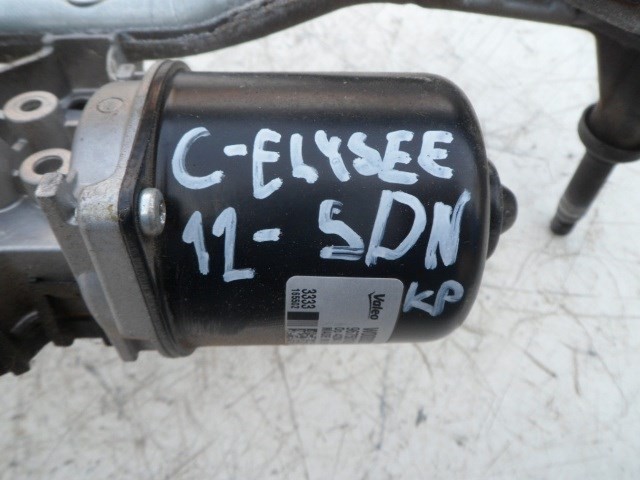 C-ELYSEE
12- SDN
KP
Valeo
3333